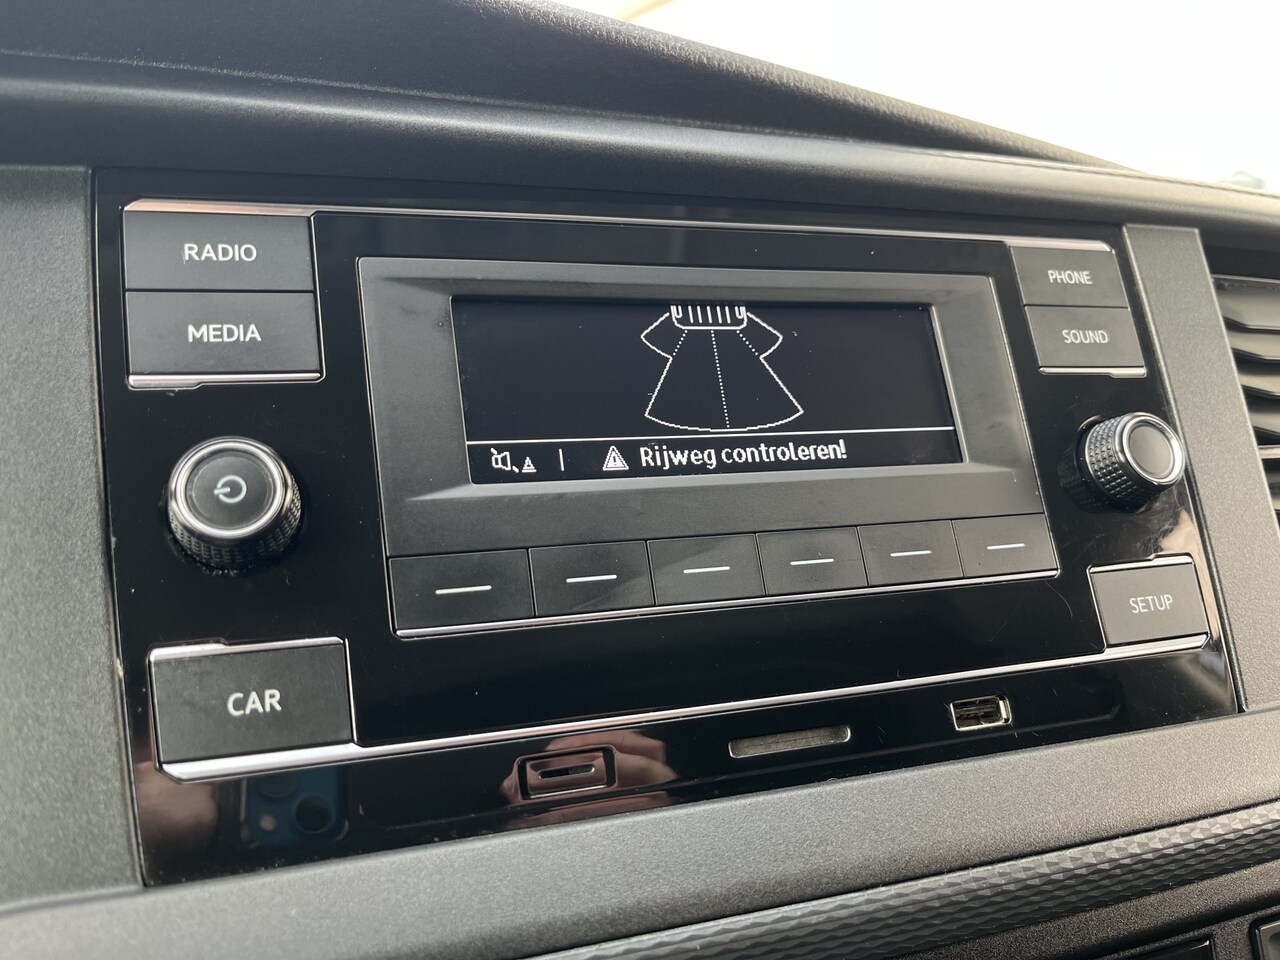 RADIO
MEDIA
PHONE
SOUND
Rijweg controleren!
CAR
SETUP